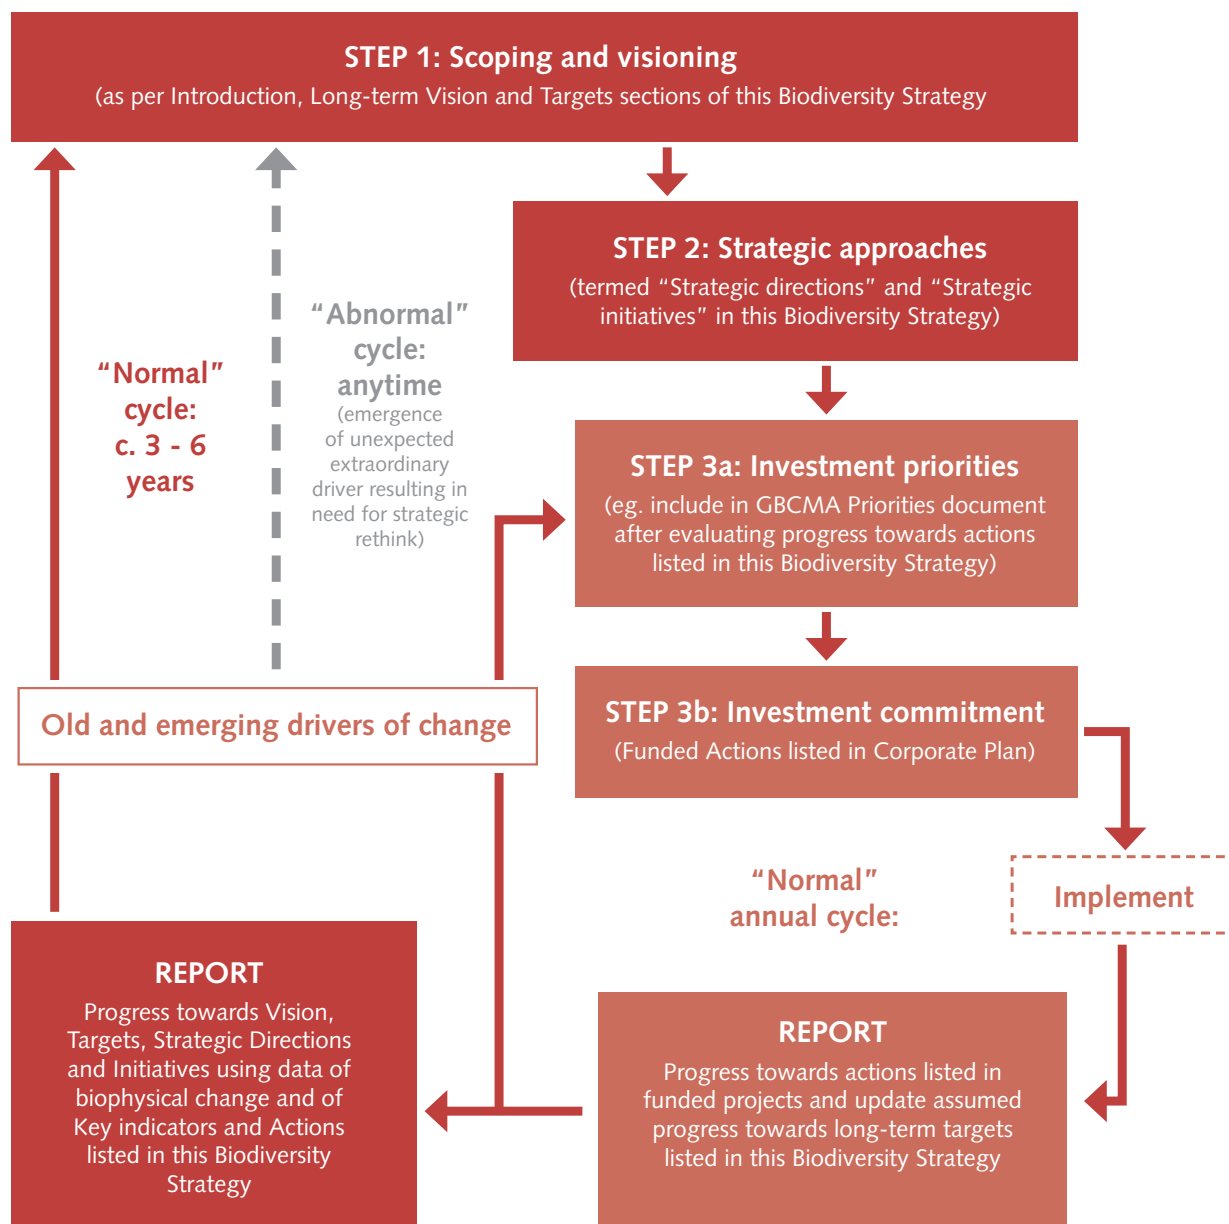 STEP 1: Scoping and visioning
(as per Introduction, Long-term Vision and Targets sections of this Biodiversity Strategy
STEP 2: Strategic approaches
(termed “Strategic directions” and “Strategic
initiatives” in this Biodiversity Strategy)
“Normal”
cycle:
c. 3 - 6
years
“Abnormal”
cycle:
anytime
(emergence
of unexpected
extraordinary
driver resulting in
need for strategic
rethink)
STEP 3a: Investment priorities
(eg. include in GBCMA Priorities document
after evaluating progress towards actions
listed in this Biodiversity Strategy)
Old and emerging drivers of change
STEP 3b: Investment commitment
(Funded Actions listed in Corporate Plan)
“Normal”
annual cycle:
Implement
REPORT
Progress towards Vision,
Targets, Strategic Directions
and Initiatives using data of
biophysical change and of
Key indicators and Actions
listed in this Biodiversity
Strategy
REPORT
Progress towards actions listed in
funded projects and update assumed
progress towards long-term targets
listed in this Biodiversity Strategy